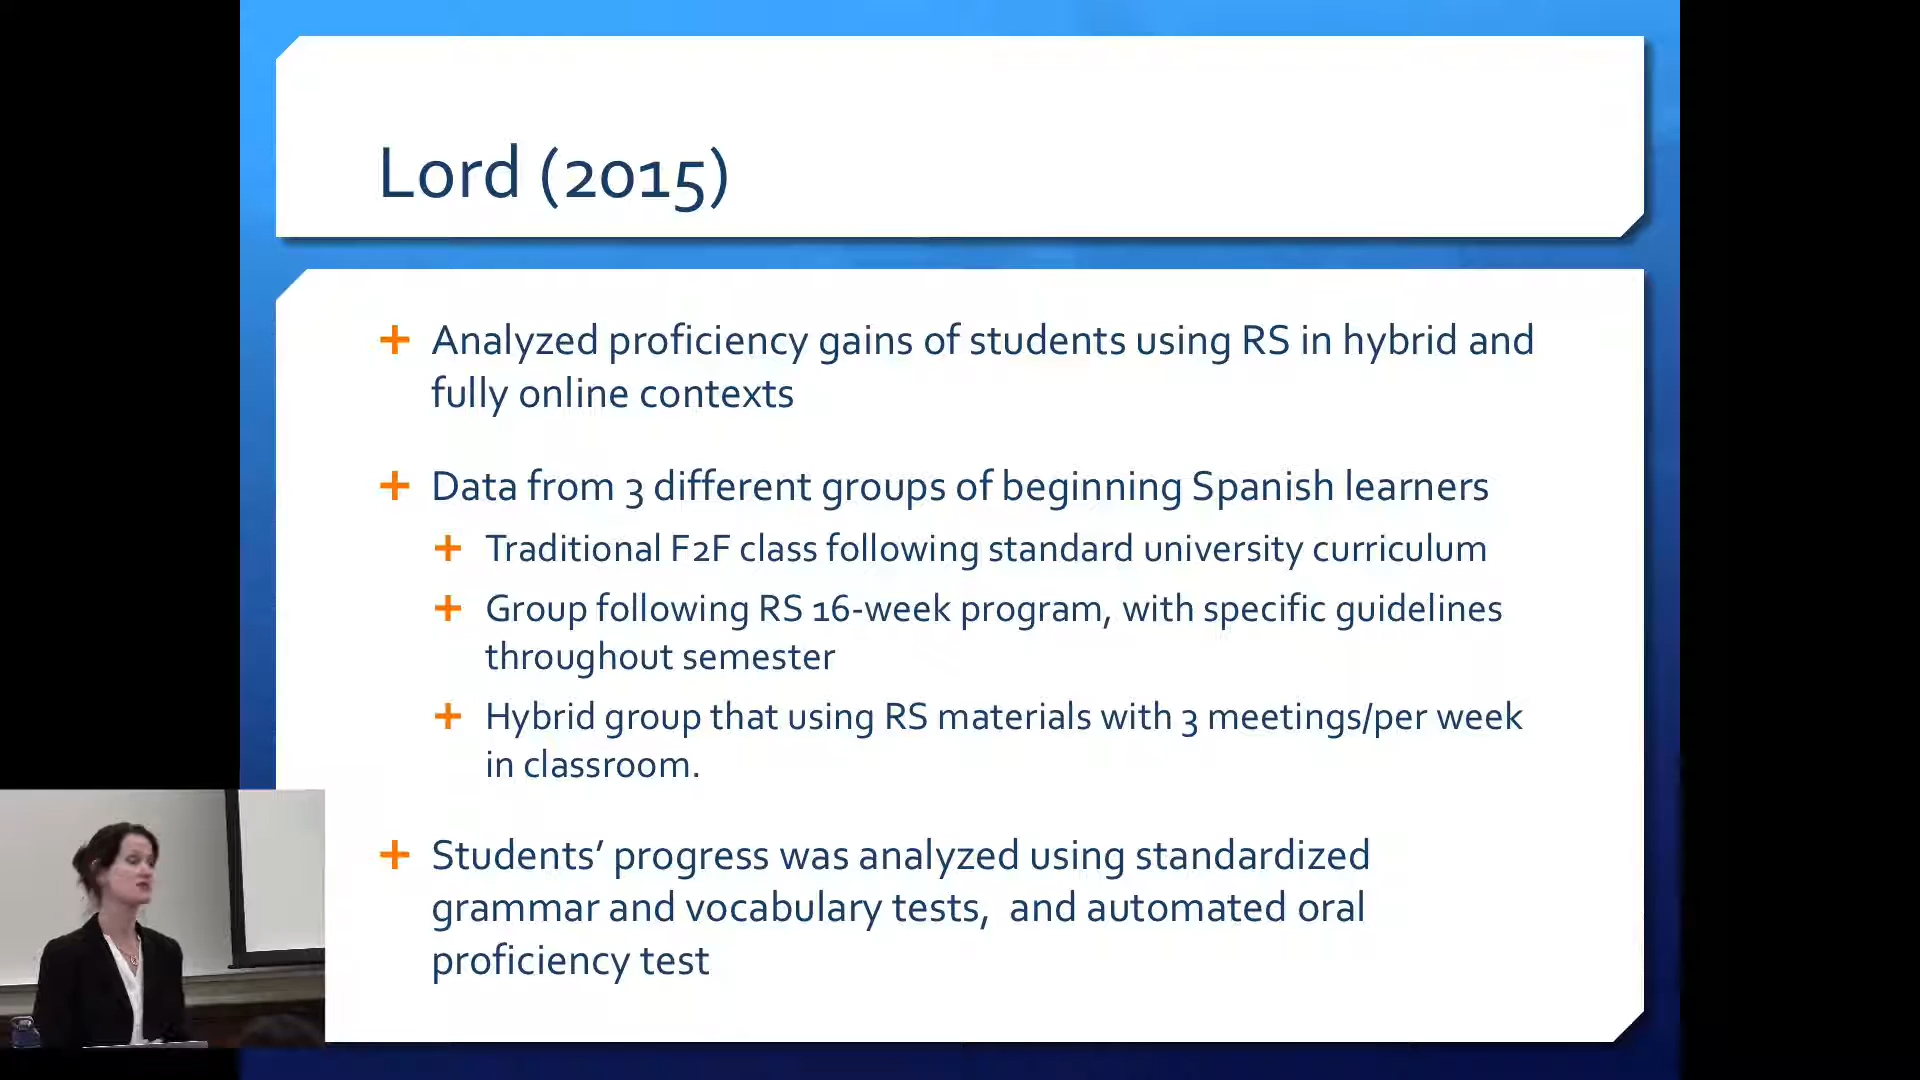 Lord (2015)
+ Analyzed proficiency gains of students using RS in hybrid and
fully online contexts
+ Data from 3 different groups of beginning Spanish learners
+ Traditional F2F class following standard university curriculum
+ Group following RS 16-week program, with specific guidelines
throughout semester
+ Hybrid group that using RS materials with 3 meetings/per week
in classroom.
+ Students’ progress was analyzed using standardized
grammar and vocabulary tests,  and automated oral
proficiency test